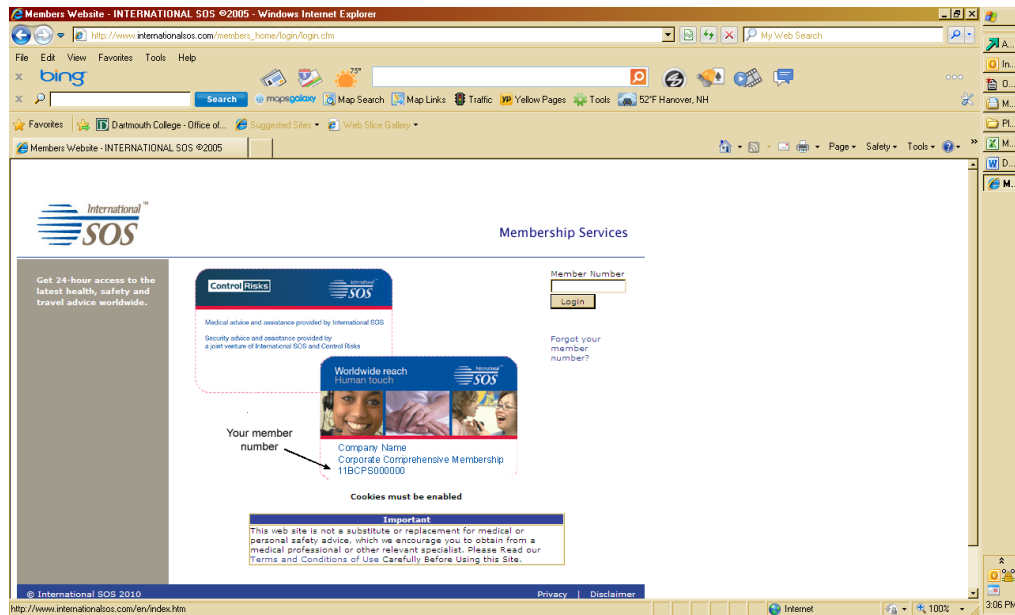 Members Website - INTERNATIONAL SOS ©2005 - Windows Internet Explorer
http://www.internationalsos.com/members_home/login/login.cfm
My Web Search
File Edit View Favorites Tools Help
x bing 75°
x Search mapsgalaxy Map Search Map Links Traffic YP Yellow Pages Tools 52°F Hanover, NH
Favorites Dartmouth College - Office of... Suggested Sites Web Slice Gallery
Members Website - INTERNATIONAL SOS ©2005
Page Safety Tools »
A...
In...
O...
M...
Pl...
M...
D...
M...
International™
SOS
Membership Services
Get 24-hour access to the
latest health, safety and
travel advice worldwide.
Control Risks
International
SOS
Medical advice and assistance provided by International SOS
Security advice and assistance provided by
a joint venture of International SOS and Control Risks
Member Number
Login
Forgot your
member
number?
Worldwide reach
Human touch
International
SOS
Your member
number
Company Name
Corporate Comprehensive Membership
11BCPS000000
Cookies must be enabled
Important
This web site is not a substitute or replacement for medical or
personal safety advice, which we encourage you to obtain from a
medical professional or other relevant specialist. Please Read our
Terms and Conditions of Use Carefully Before Using this Site.
© International SOS 2010
Privacy | Disclaimer
http://www.internationalsos.com/en/index.htm
Internet
100%
3:06 PM